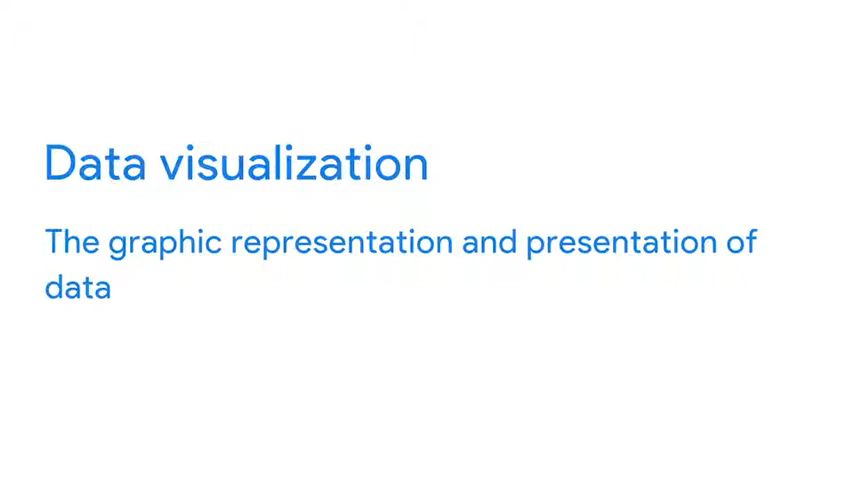 Data visualization
The graphic representation and presentation of
data